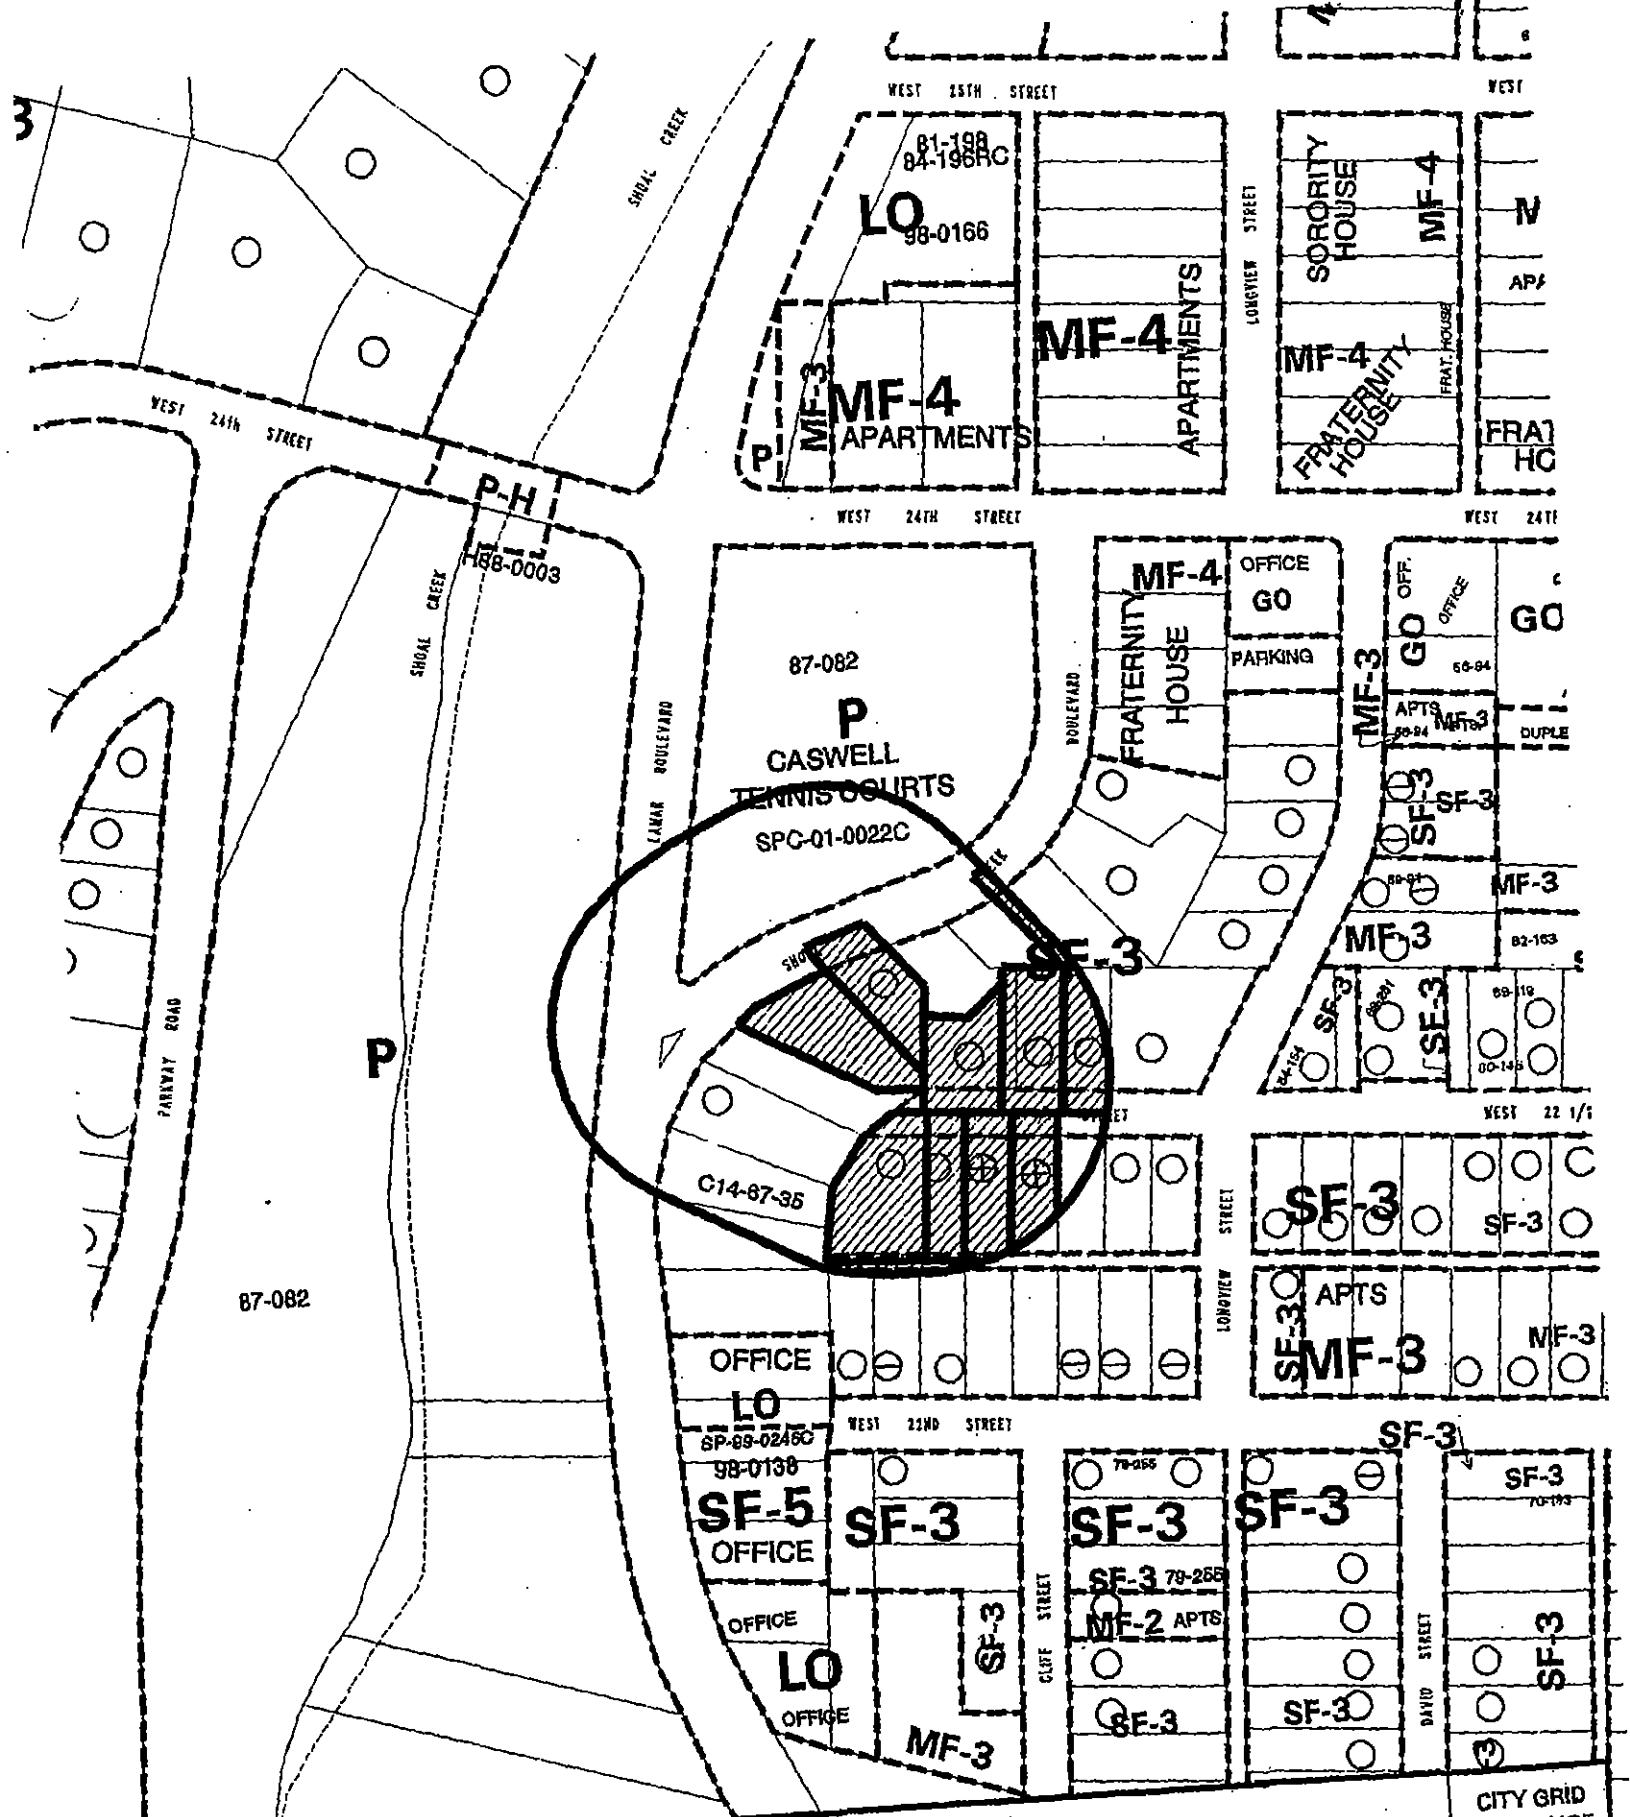 WEST 25TH STREET
WEST
3
SHOAL CREEK
81-198
84-196RC
LO
98-0166
MF-4
APARTMENTS
LONGVIEW STREET
SORORITY
HOUSE
MF-4
MF-4
FRATERNITY
HOUSE
FRAT. HOUSE
MF-3
MF-4
APARTMENTS
P
WEST 24TH STREET
P-H
H88-0003
WEST 24TH STREET
SHOAL CREEK
87-082
P
CASWELL
TENNIS COURTS
SPC-01-0022C
LAMAR BOULEVARD
BOULEVARD
MF-4
FRATERNITY
HOUSE
OFFICE
GO
PARKING
MF-3
GO
OFF.
OFFICE
GO
APTS
MF-3
SF-3
SF-3
MF-3
MF-3
82-163
SF-3
SF-3
SF-3
PARKWAY ROAD
P
WEST 22 1/
C14-67-35
STREET
SF-3
SF-3
LONGVIEW
87-082
SF-3
APTS
MF-3
MF-3
OFFICE
LO
SP-99-0245C
98-0138
SF-5
OFFICE
WEST 22ND STREET
SF-3
SF-3
SF-3
SF-3
SF-3
SF-3 79-255
MF-2 APTS
SF-3
CLIFF STREET
OFFICE
LO
OFFICE
MF-3
SF-3
SF-3
SF-3
DAVID STREET
CITY GRID